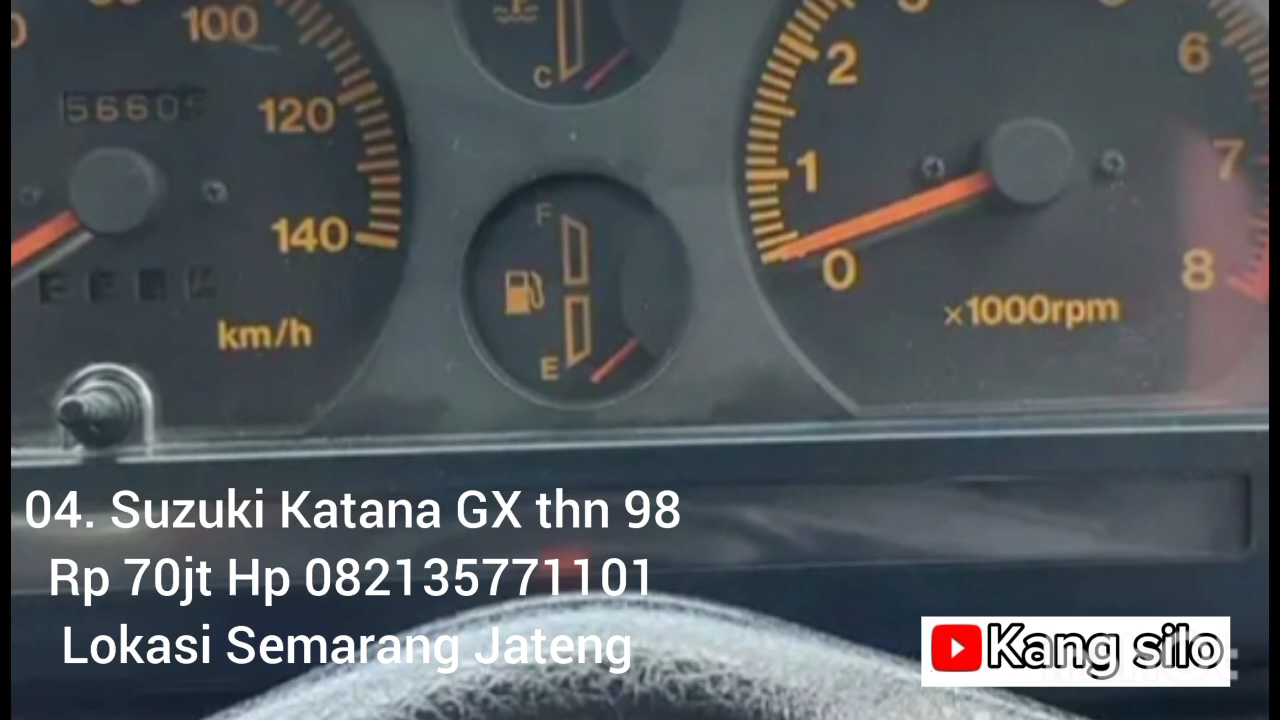 100
120
140
56605
km/h
C
F
E
2
1
0
6
7
8
×1000rpm
04. Suzuki Katana GX thn 98
Rp 70jt Hp 082135771101
Lokasi Semarang Jateng
Kang silo